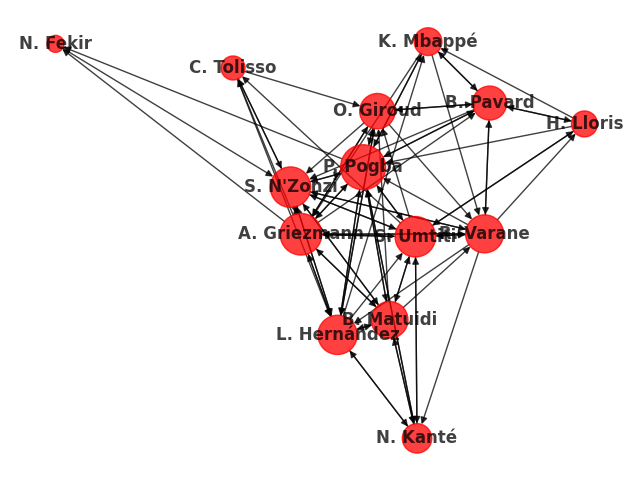 N. Fekir
K. Mbappé
C. Tolisso
B. Pavard
O. Giroud
H. Lloris
P. Pogba
S. N'Zonzi
A. Griezmann
S. Umtiti
R. Varane
B. Matuidi
L. Hernández
N. Kanté